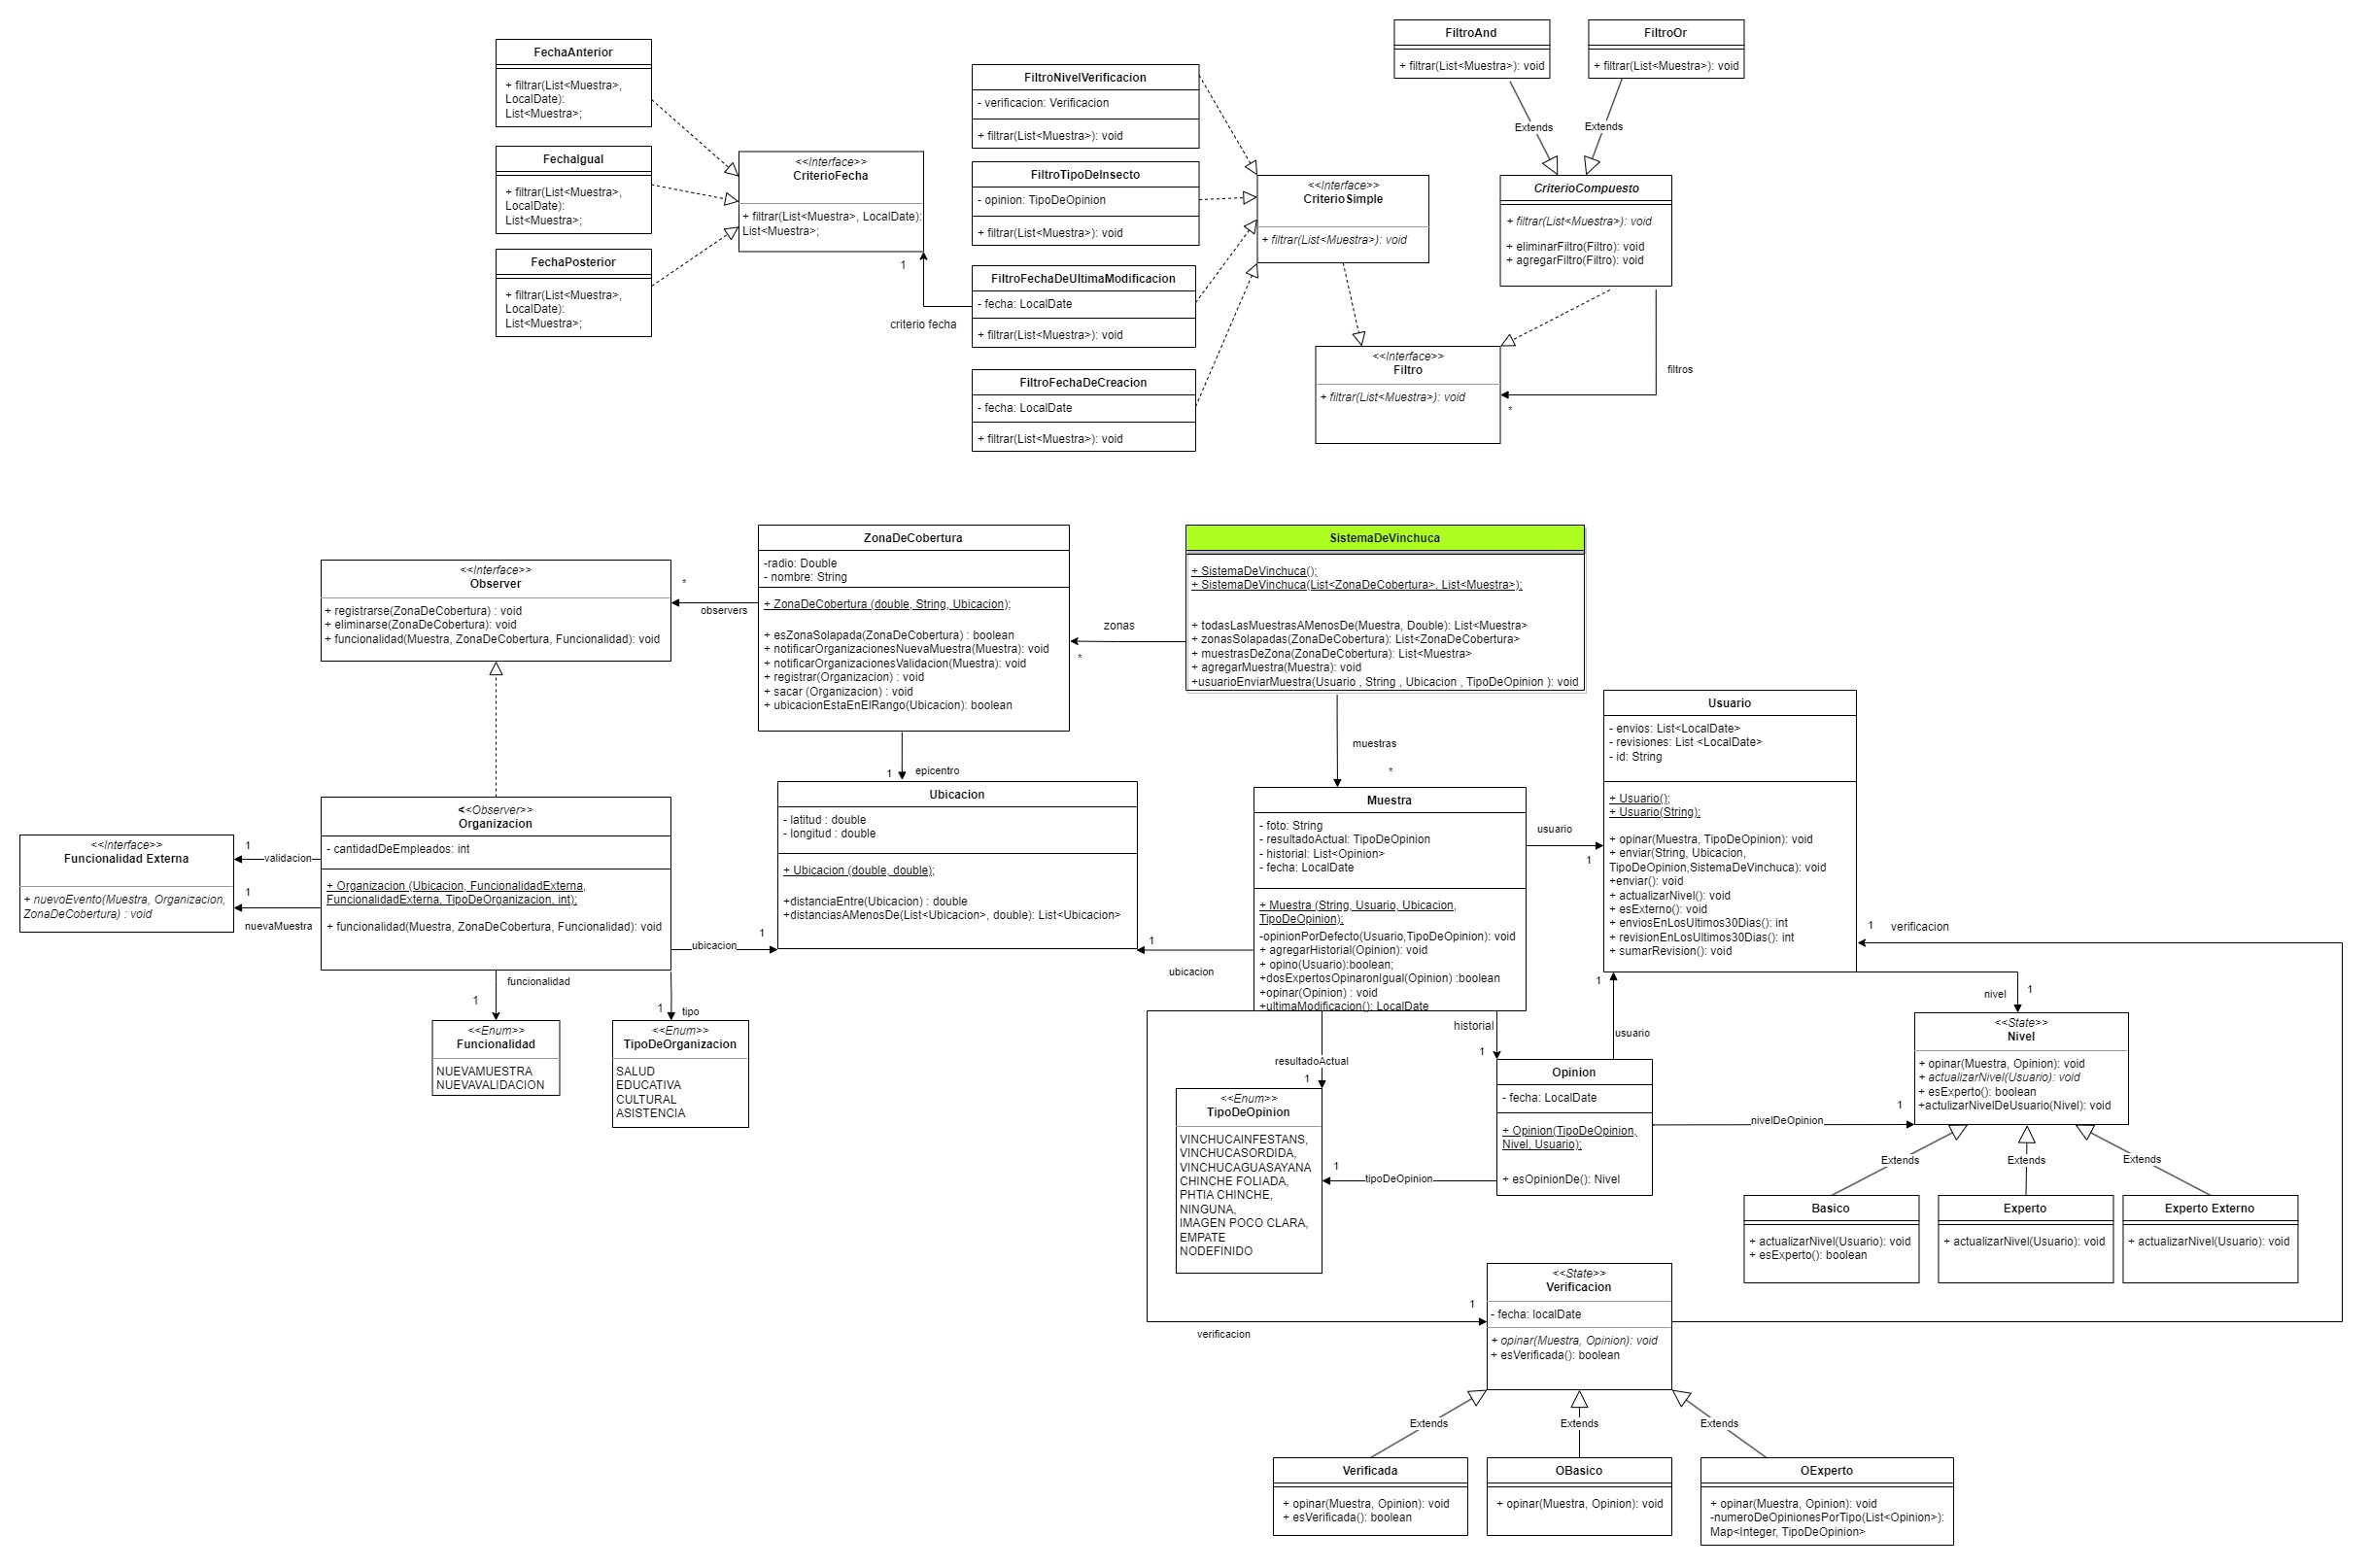 FechaAnterior
+ filtrar(List<Muestra>,
LocalDate):
List<Muestra>;
FechaIgual
+ filtrar(List<Muestra>,
LocalDate):
List<Muestra>;
FechaPosterior
+ filtrar(List<Muestra>,
LocalDate):
List<Muestra>;
<<Interface>>
CriterioFecha
+ filtrar(List<Muestra>, LocalDate):
List<Muestra>;
1
criterio fecha
FiltroNivelVerificacion
- verificacion: Verificacion
+ filtrar(List<Muestra>): void
FiltroTipoDeInsecto
- opinion: TipoDeOpinion
+ filtrar(List<Muestra>): void
FiltroFechaDeUltimaModificacion
- fecha: LocalDate
+ filtrar(List<Muestra>): void
FiltroFechaDeCreacion
- fecha: LocalDate
+ filtrar(List<Muestra>): void
<<Interface>>
CriterioSimple
+ filtrar(List<Muestra>): void
FiltroAnd
+ filtrar(List<Muestra>): void
FiltroOr
+ filtrar(List<Muestra>): void
Extends
Extends
CriterioCompuesto
+ filtrar(List<Muestra>): void
+ eliminarFiltro(Filtro): void
+ agregarFiltro(Filtro): void
<<Interface>>
Filtro
+ filtrar(List<Muestra>): void
filtros
*
<<Interface>>
Observer
+ registrarse(ZonaDeCobertura) : void
+ eliminarse(ZonaDeCobertura): void
+ funcionalidad(Muestra, ZonaDeCobertura, Funcionalidad): void
*
observers
ZonaDeCobertura
-radio: Double
- nombre: String
+ ZonaDeCobertura (double, String, Ubicacion);
+ esZonaSolapada(ZonaDeCobertura) : boolean
+ notificarOrganizacionesNuevaMuestra(Muestra): void
+ notificarOrganizacionesValidacion(Muestra): void
+ registrar(Organizacion) : void
+ sacar (Organizacion) : void
+ ubicacionEstaEnElRango(Ubicacion): boolean
zonas
*
SistemaDeVinchuca
+ SistemaDeVinchuca();
+ SistemaDeVinchuca(List<ZonaDeCobertura>, List<Muestra>);
+ todasLasMuestrasAMenosDe(Muestra, Double): List<Muestra>
+ zonasSolapadas(ZonaDeCobertura): List<ZonaDeCobertura>
+ muestrasDeZona(ZonaDeCobertura): List<Muestra>
+ agregarMuestra(Muestra): void
+usuarioEnviarMuestra(Usuario , String , Ubicacion , TipoDeOpinion ): void
muestras
*
1
epicentro
<<Observer>>
Organizacion
- cantidadDeEmpleados: int
+ Organizacion (Ubicacion, FuncionalidadExterna,
FuncionalidadExterna, TipoDeOrganizacion, int);
+ funcionalidad(Muestra, ZonaDeCobertura, Funcionalidad): void
<<Interface>>
Funcionalidad Externa
+ nuevoEvento(Muestra, Organizacion,
ZonaDeCobertura) : void
1
validacion
1
nuevaMuestra
funcionalidad
1
1
tipo
<<Enum>>
Funcionalidad
NUEVAMUESTRA
NUEVAVALIDACION
<<Enum>>
TipoDeOrganizacion
SALUD
EDUCATIVA
CULTURAL
ASISTENCIA
1
ubicacion
Ubicacion
- latitud : double
- longitud : double
+ Ubicacion (double, double);
+distanciaEntre(Ubicacion) : double
+distanciasAMenosDe(List<Ubicacion>, double): List<Ubicacion>
1
ubicacion
Muestra
- foto: String
- resultadoActual: TipoDeOpinion
- historial: List<Opinion>
- fecha: LocalDate
+ Muestra (String, Usuario, Ubicacion,
TipoDeOpinion);
-opinionPorDefecto(Usuario,TipoDeOpinion): void
+ agregarHistorial(Opinion): void
+ opino(Usuario):boolean;
+dosExpertosOpinaronIgual(Opinion) :boolean
+opinar(Opinion) : void
+ultimaModificacion(): LocalDate
usuario
1
Usuario
- envios: List<LocalDate>
- revisiones: List <LocalDate>
- id: String
+ Usuario();
+ Usuario(String);
+ opinar(Muestra, TipoDeOpinion): void
+ enviar(String, Ubicacion,
TipoDeOpinion,SistemaDeVinchuca): void
+enviar(): void
+ actualizarNivel(): void
+ esExterno(): void
+ enviosEnLosUltimos30Dias(): int
+ revisionEnLosUltimos30Dias(): int
+ sumarRevision(): void
1
verificacion
nivel
1
<<State>>
Nivel
+ opinar(Muestra, Opinion): void
+ actualizarNivel(Usuario): void
+ esExperto(): boolean
+actulizarNivelDeUsuario(Nivel): void
historial
1
1
usuario
resultadoActual
1
<<Enum>>
TipoDeOpinion
VINCHUCAINFESTANS,
VINCHUCASORDIDA,
VINCHUCAGUASAYANA
CHINCHE FOLIADA,
PHTIA CHINCHE,
NINGUNA,
IMAGEN POCO CLARA,
EMPATE
NODEFINIDO
Opinion
- fecha: LocalDate
+ Opinion(TipoDeOpinion,
Nivel, Usuario);
+ esOpinionDe(): Nivel
1
tipoDeOpinion
nivelDeOpinion
1
Extends
Extends
Extends
Basico
+ actualizarNivel(Usuario): void
+ esExperto(): boolean
Experto
+ actualizarNivel(Usuario): void
Experto Externo
+ actualizarNivel(Usuario): void
1
verificacion
<<State>>
Verificacion
- fecha: localDate
+ opinar(Muestra, Opinion): void
+ esVerificada(): boolean
Extends
Extends
Extends
Verificada
+ opinar(Muestra, Opinion): void
+ esVerificada(): boolean
OBasico
+ opinar(Muestra, Opinion): void
OExperto
+ opinar(Muestra, Opinion): void
-numeroDeOpinionesPorTipo(List<Opinion>):
Map<Integer, TipoDeOpinion>